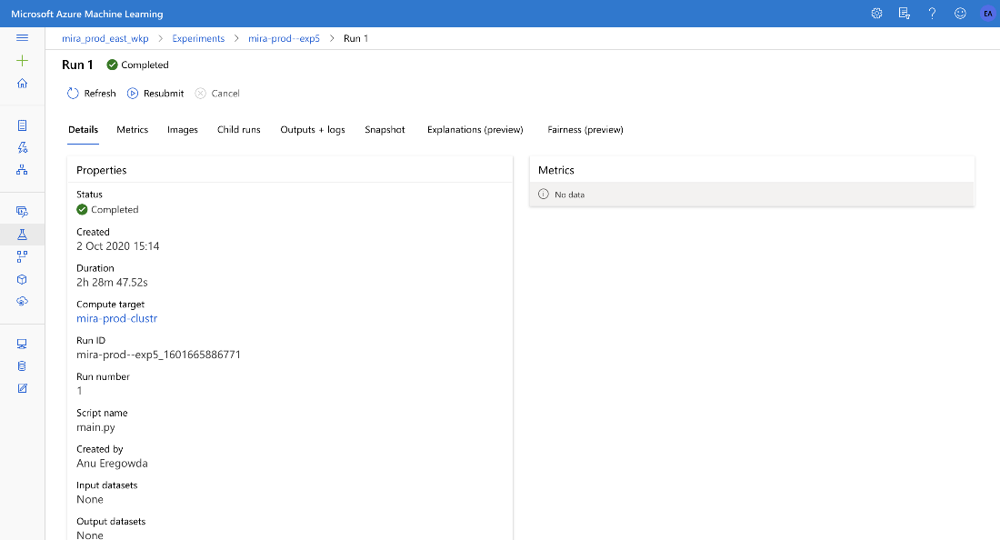 Microsoft Azure Machine Learning
EA
mira_prod_east_wkp > Experiments > mira-prod--exp5 > Run 1
Run 1 Completed
Refresh Resubmit Cancel
Details Metrics Images Child runs Outputs + logs Snapshot Explanations (preview) Fairness (preview)
Properties
Status
Completed
Created
2 Oct 2020 15:14
Duration
2h 28m 47.52s
Compute target
mira-prod-clustr
Run ID
mira-prod--exp5_1601665886771
Run number
1
Script name
main.py
Created by
Anu Eregowda
Input datasets
None
Output datasets
None
Metrics
No data